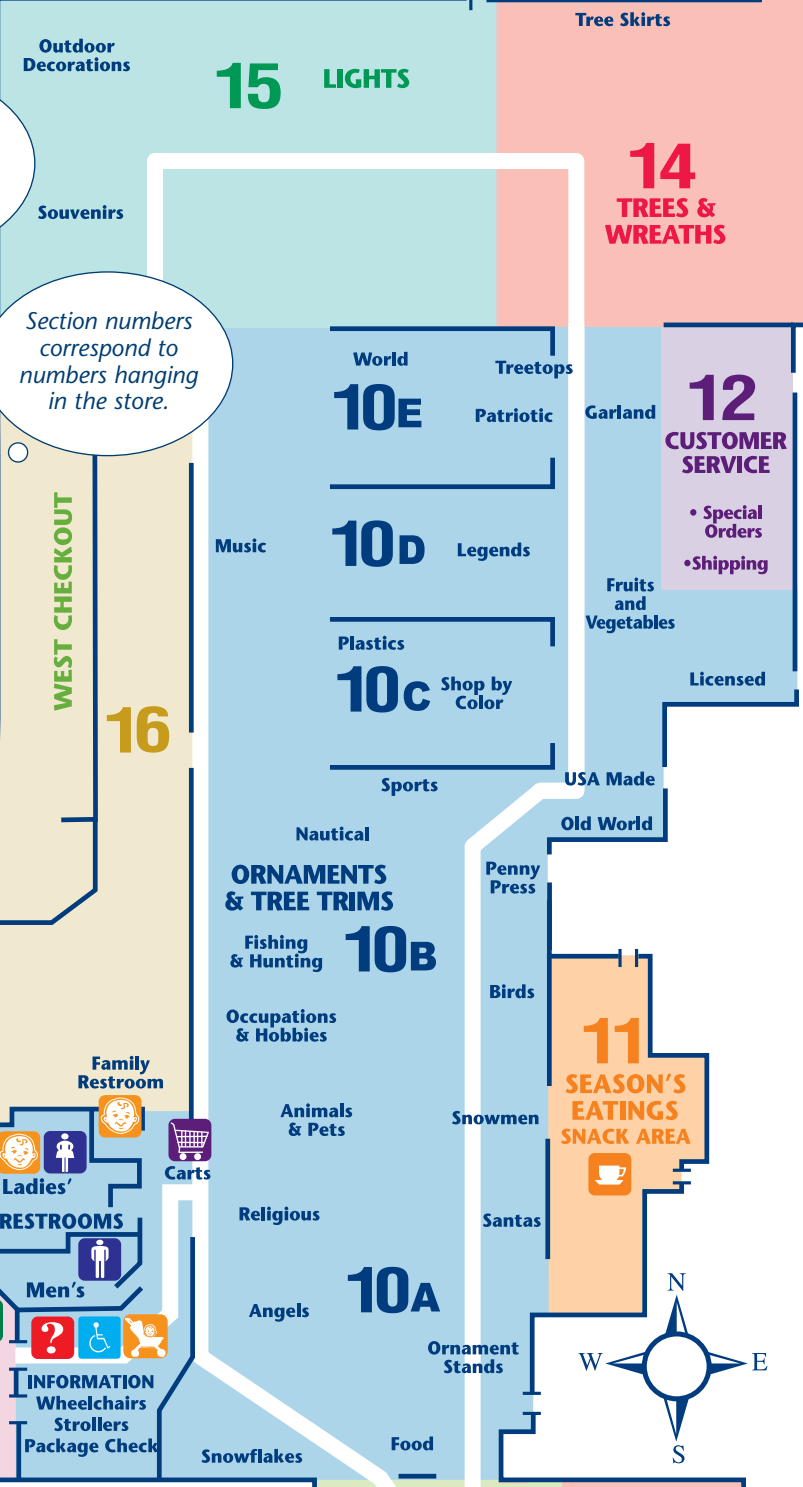 Tree Skirts
Outdoor
Decorations
15
LIGHTS
14
TREES &
WREATHS
Souvenirs
Section numbers
correspond to
numbers hanging
in the store.
World
Treetops
10E
Patriotic
Garland
12
CUSTOMER
SERVICE
• Special
Orders
•Shipping
WEST CHECKOUT
Music
10D
Legends
Fruits
and
Vegetables
Plastics
10C
Shop by
Color
Licensed
16
Sports
USA Made
Nautical
Old World
ORNAMENTS
& TREE TRIMS
Penny
Press
Fishing
& Hunting
10B
Birds
Occupations
& Hobbies
11
SEASON'S
EATINGS
SNACK AREA
Family
Restroom
Animals
& Pets
Snowmen
Carts
Ladies'
RESTROOMS
Religious
Santas
Men's
10A
Angels
N
W
E
S
?
Ornament
Stands
INFORMATION
Wheelchairs
Strollers
Package Check
Snowflakes
Food